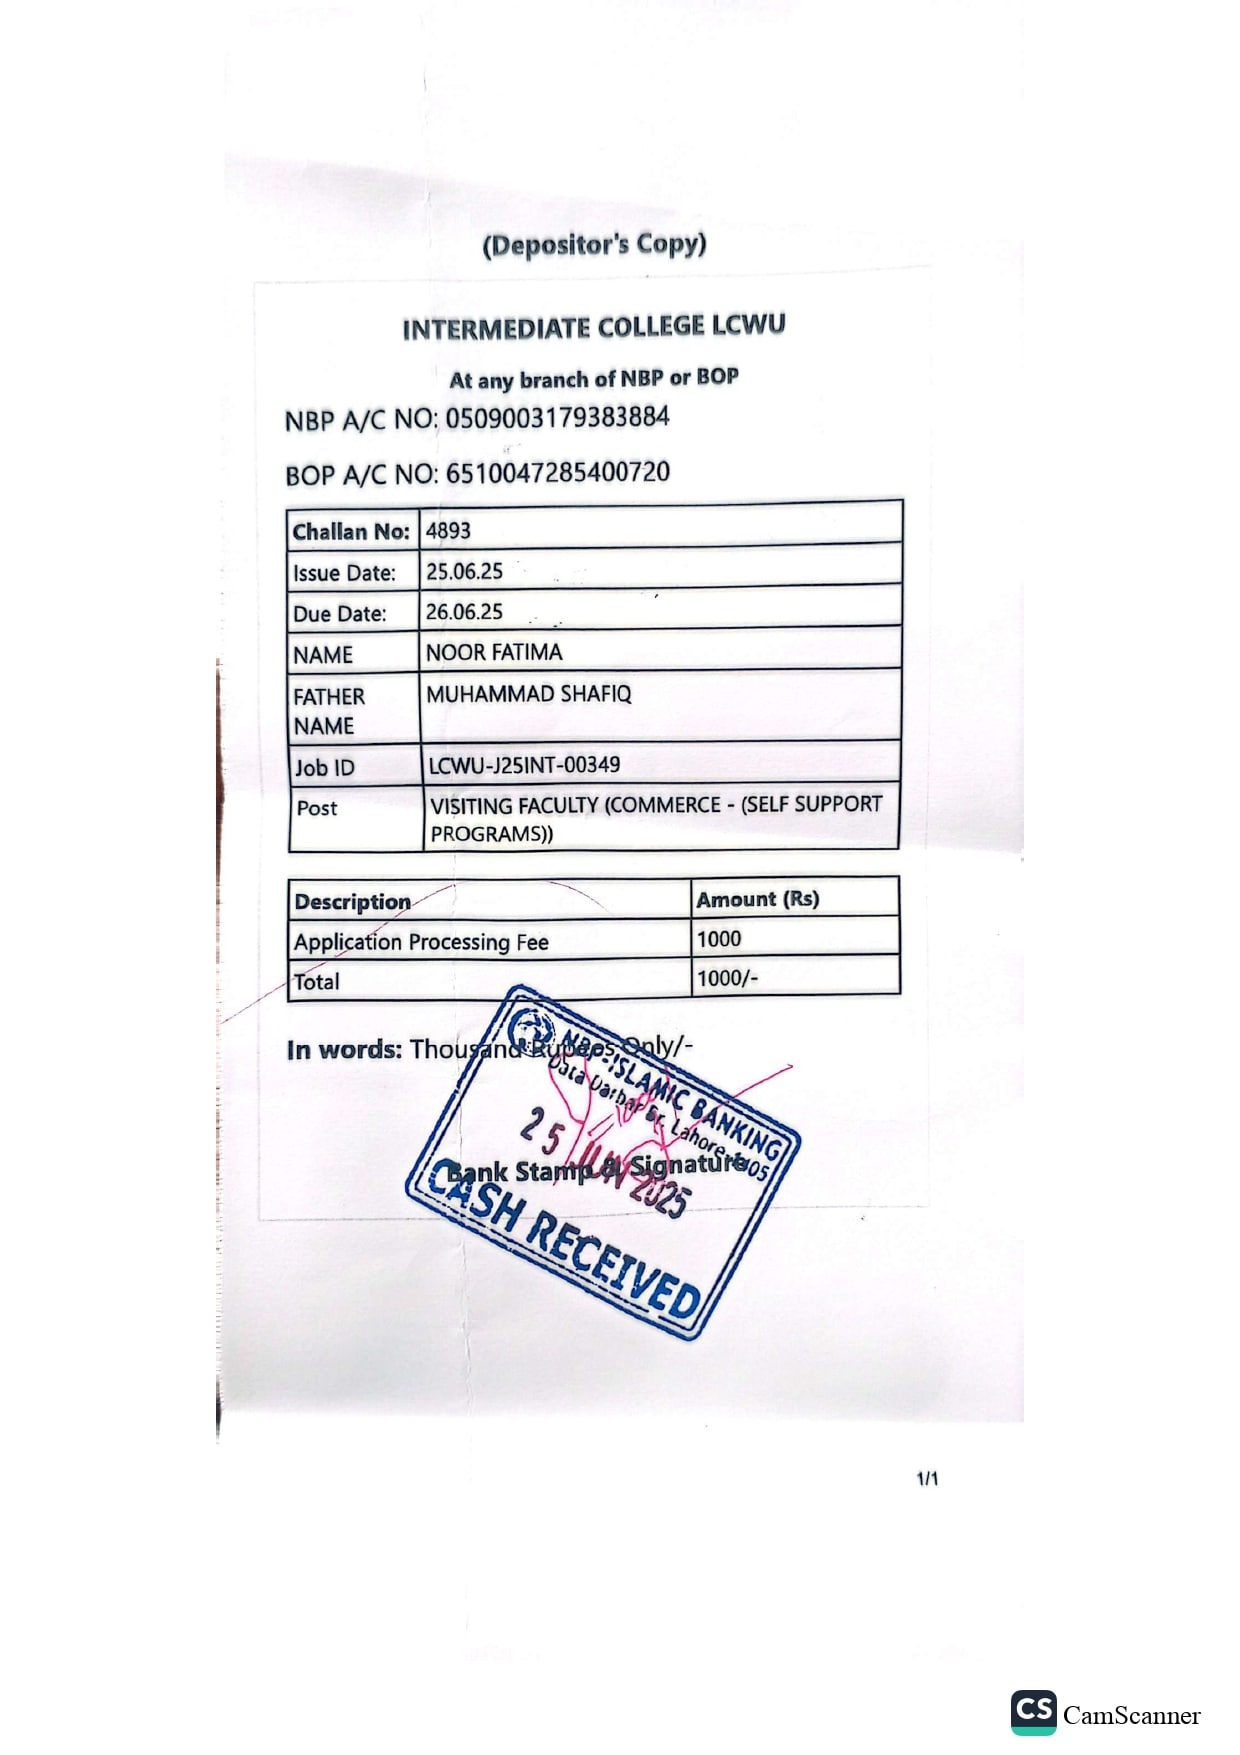 (Depositor's Copy)
INTERMEDIATE COLLEGE LCWU
At any branch of NBP or BOP
NBP A/C NO: 0509003179383884
BOP A/C NO: 6510047285400720
Challan No: 4893
Issue Date: 25.06.25
Due Date: 26.06.25
NAME NOOR FATIMA
FATHER NAME MUHAMMAD SHAFIQ
Job ID LCWU-J25INT-00349
Post VISITING FACULTY (COMMERCE - (SELF SUPPORT
PROGRAMS))
Description Amount (Rs)
Application Processing Fee 1000
Total 1000/-
In words: Thousand Rupees Only/-
NBP-ISLAMIC BANKING
Data Darbar Br. Lahore
25 JUN 2025
Bank Stamp & Signature
CASH RECEIVED
1/1
CS CamScanner